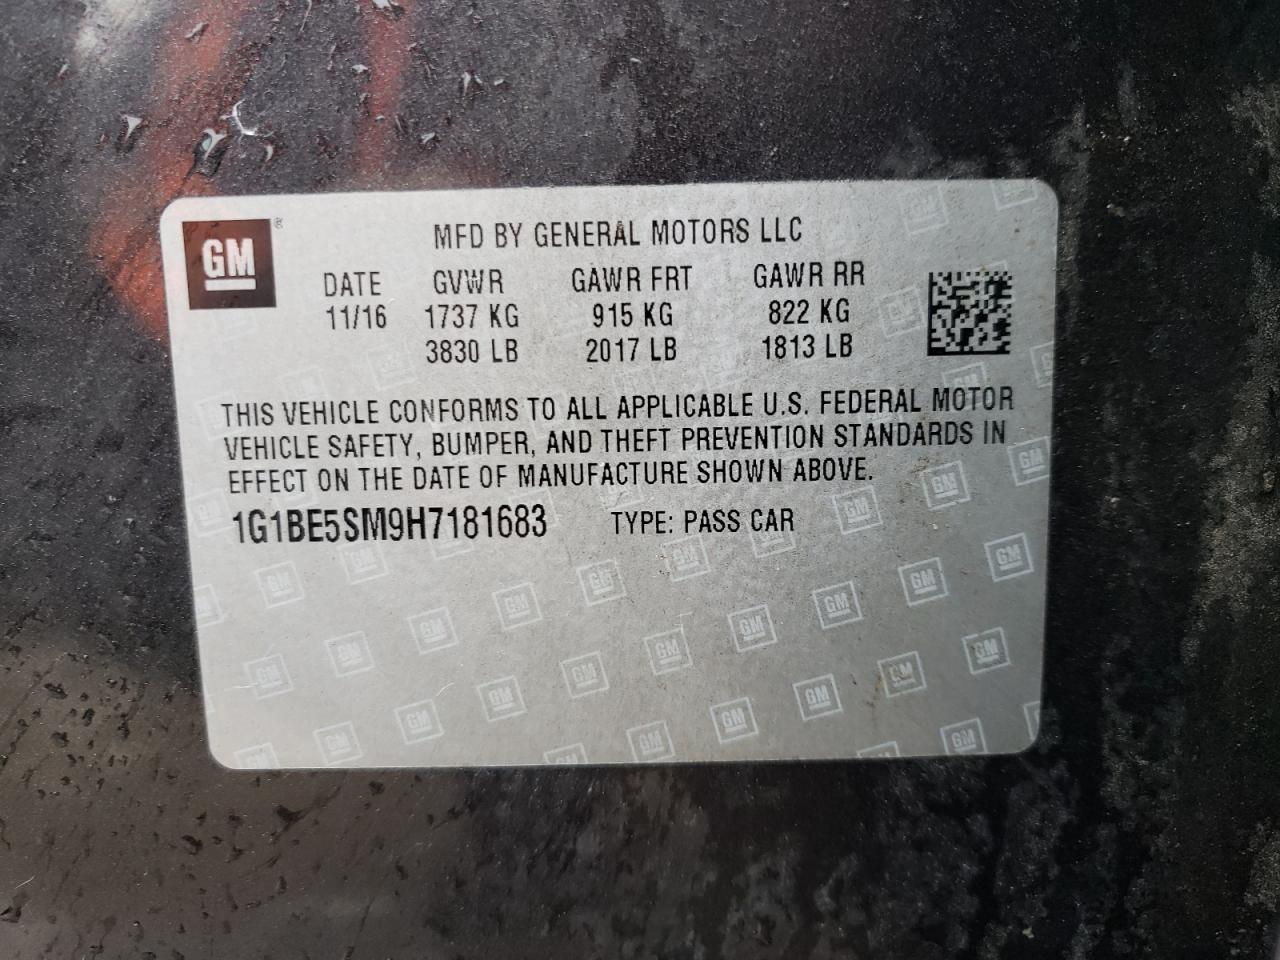 GM®
MFD BY GENERAL MOTORS LLC
DATE GVWR GAWR FRT GAWR RR
11/16 1737 KG 915 KG 822 KG
3830 LB 2017 LB 1813 LB
THIS VEHICLE CONFORMS TO ALL APPLICABLE U.S. FEDERAL MOTOR
VEHICLE SAFETY, BUMPER, AND THEFT PREVENTION STANDARDS IN
EFFECT ON THE DATE OF MANUFACTURE SHOWN ABOVE.
1G1BE5SM9H7181683 TYPE: PASS CAR